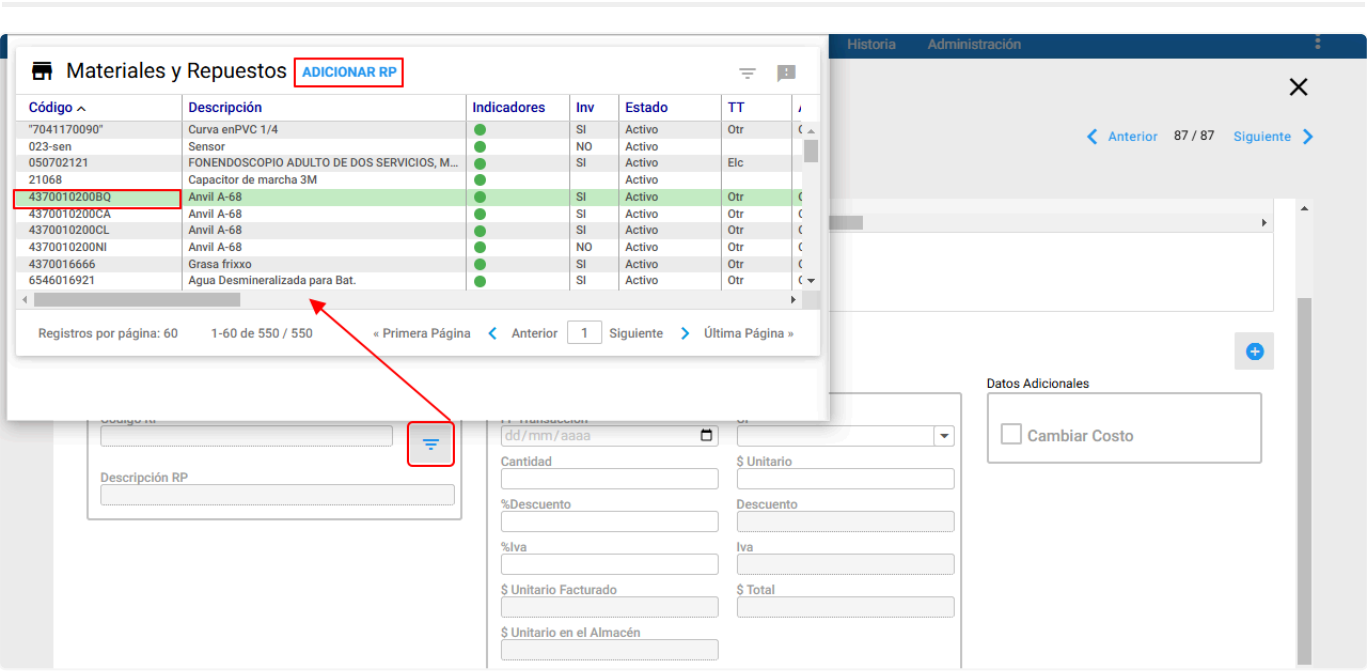 Historia Administración
Materiales y Repuestos ADICIONAR RP
Código Descripción Indicadores Inv Estado TT
"7041170090" Curva enPVC 1/4 SI Activo Otr
023-sen Sensor NO Activo
050702121 FONENDOSCOPIO ADULTO DE DOS SERVICIOS, M... SI Activo Elc
21068 Capacitor de marcha 3M Activo
4370010200BQ Anvil A-68 SI Activo Otr
4370010200CA Anvil A-68 SI Activo Otr
4370010200CL Anvil A-68 SI Activo Otr
4370010200NI Anvil A-68 NO Activo Otr
4370016666 Grasa frixxo SI Activo Otr
6546016921 Agua Desmineralizada para Bat. SI Activo Otr
Registros por página: 60 1-60 de 550 / 550 « Primera Página Anterior 1 Siguiente Última Página »
Anterior 87 / 87 Siguiente
Datos Adicionales
Cambiar Costo
dd/mm/aaaa
Descripción RP
Cantidad
$ Unitario
%Descuento
Descuento
%Iva
Iva
$ Unitario Facturado
$ Total
$ Unitario en el Almacén